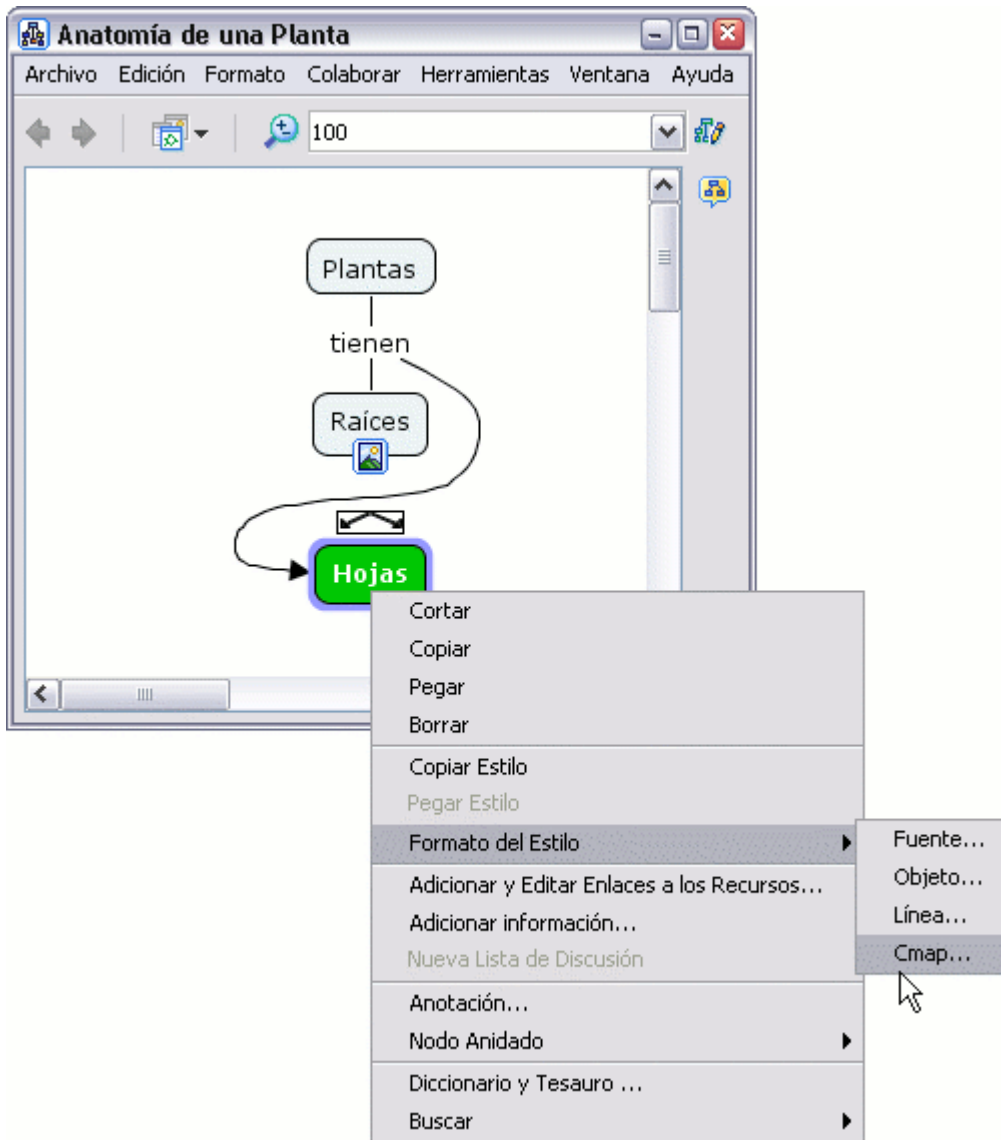 Anatomía de una Planta
Archivo Edición Formato Colaborar Herramientas Ventana Ayuda
100
Plantas
tienen
Raíces
Hojas
Cortar
Copiar
Pegar
Borrar
Copiar Estilo
Pegar Estilo
Formato del Estilo
Fuente...
Objeto...
Línea...
Cmap...
Adicionar y Editar Enlaces a los Recursos...
Adicionar información...
Nueva Lista de Discusión
Anotación...
Nodo Anidado
Diccionario y Tesauro ...
Buscar